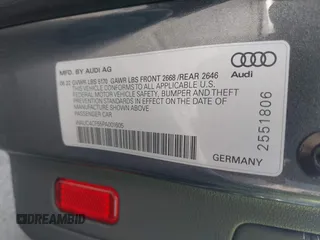 MFG. BY AUDI AG
GVWR LBS 5170 GAWR LBS FRONT 2668 /REAR 2646
THIS VEHICLE CONFORMS TO ALL APPLICABLE U.S.
FEDERAL MOTOR VEHICLE SAFETY, BUMPER AND THEFT
PREVENTION STANDARDS IN EFFECT ON THE DATE OF
MANUFACTURE SHOWN ABOVE.
PASSENGER CAR
Audi
2551806
GERMANY
DREAMBID